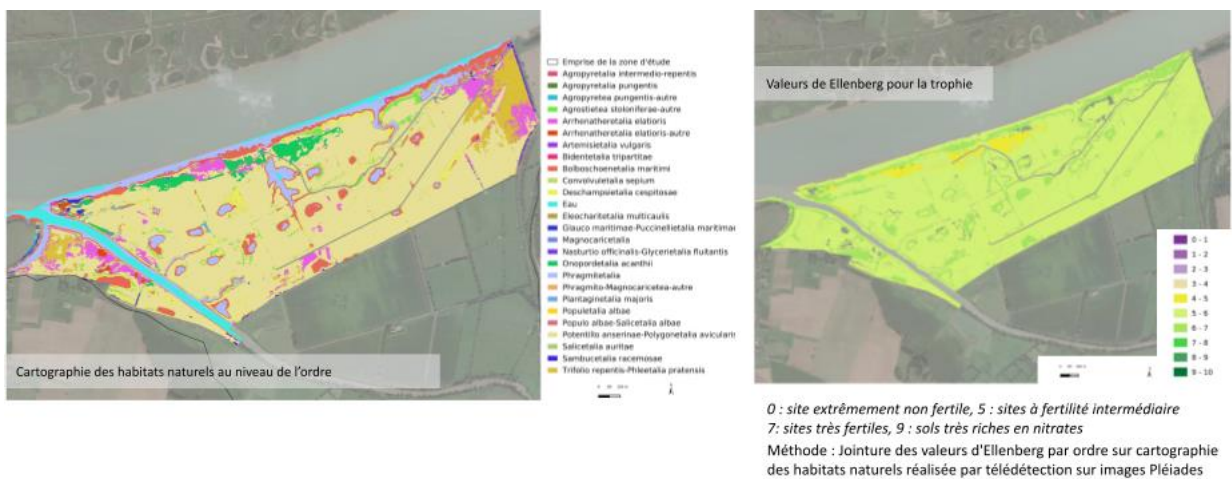 Emprise de la zone d'étude
Agropyretalia intermedio-repentis
Agropyretalia pungentis
Agropyretea pungentis-autre
Agrostietea stoloniferae-autre
Arrhenatheretalia elatioris
Arrhenatheretalia elatioris-autre
Artemisietalia vulgaris
Bidentetalia tripartitae
Bolboschoenetalia maritimi
Convolvuletalia sepium
Deschampsietalia cespitosae
Eau
Eleocharitetalia multicaulis
Glauco maritimae-Puccinellietalia maritimae
Magnocaricetalia
Nasturtio officinalis-Glycerietalia fluitantis
Onopordetalia acanthii
Phragmitetalia
Phragmito-Magnocaricetea-autre
Plantaginetalia majoris
Populetalia albae
Populo albae-Salicetalia albae
Potentillo anserinae-Polygonetalia avicularis
Salicetalia auritae
Sambucetalia racemosae
Trifolio repentis-Phleetalia pratensis
Cartographie des habitats naturels au niveau de l'ordre
Valeurs de Ellenberg pour la trophie
0 - 1
1 - 2
2 - 3
3 - 4
4 - 5
5 - 6
6 - 7
7 - 8
8 - 9
9 - 10
0 : site extrêmement non fertile, 5 : sites à fertilité intermédiaire
7: sites très fertiles, 9 : sols très riches en nitrates
Méthode : Jointure des valeurs d'Ellenberg par ordre sur cartographie
des habitats naturels réalisée par télédétection sur images Pléiades